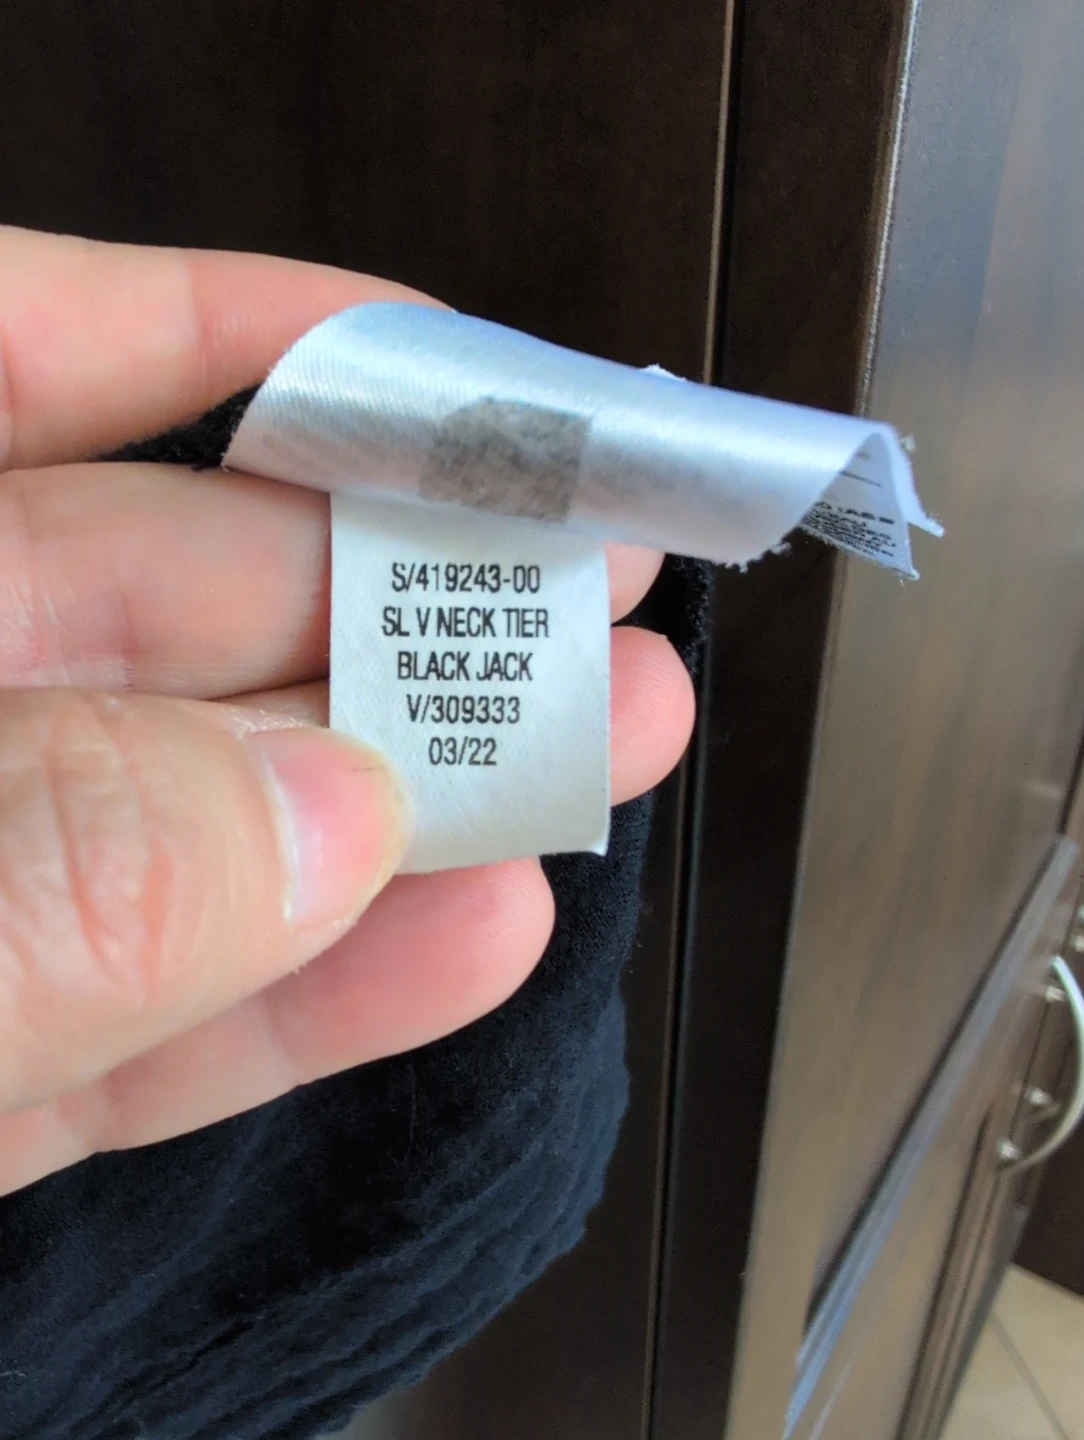 S/419243-00
SL V NECK TIER
BLACK JACK
V/309333
03/22